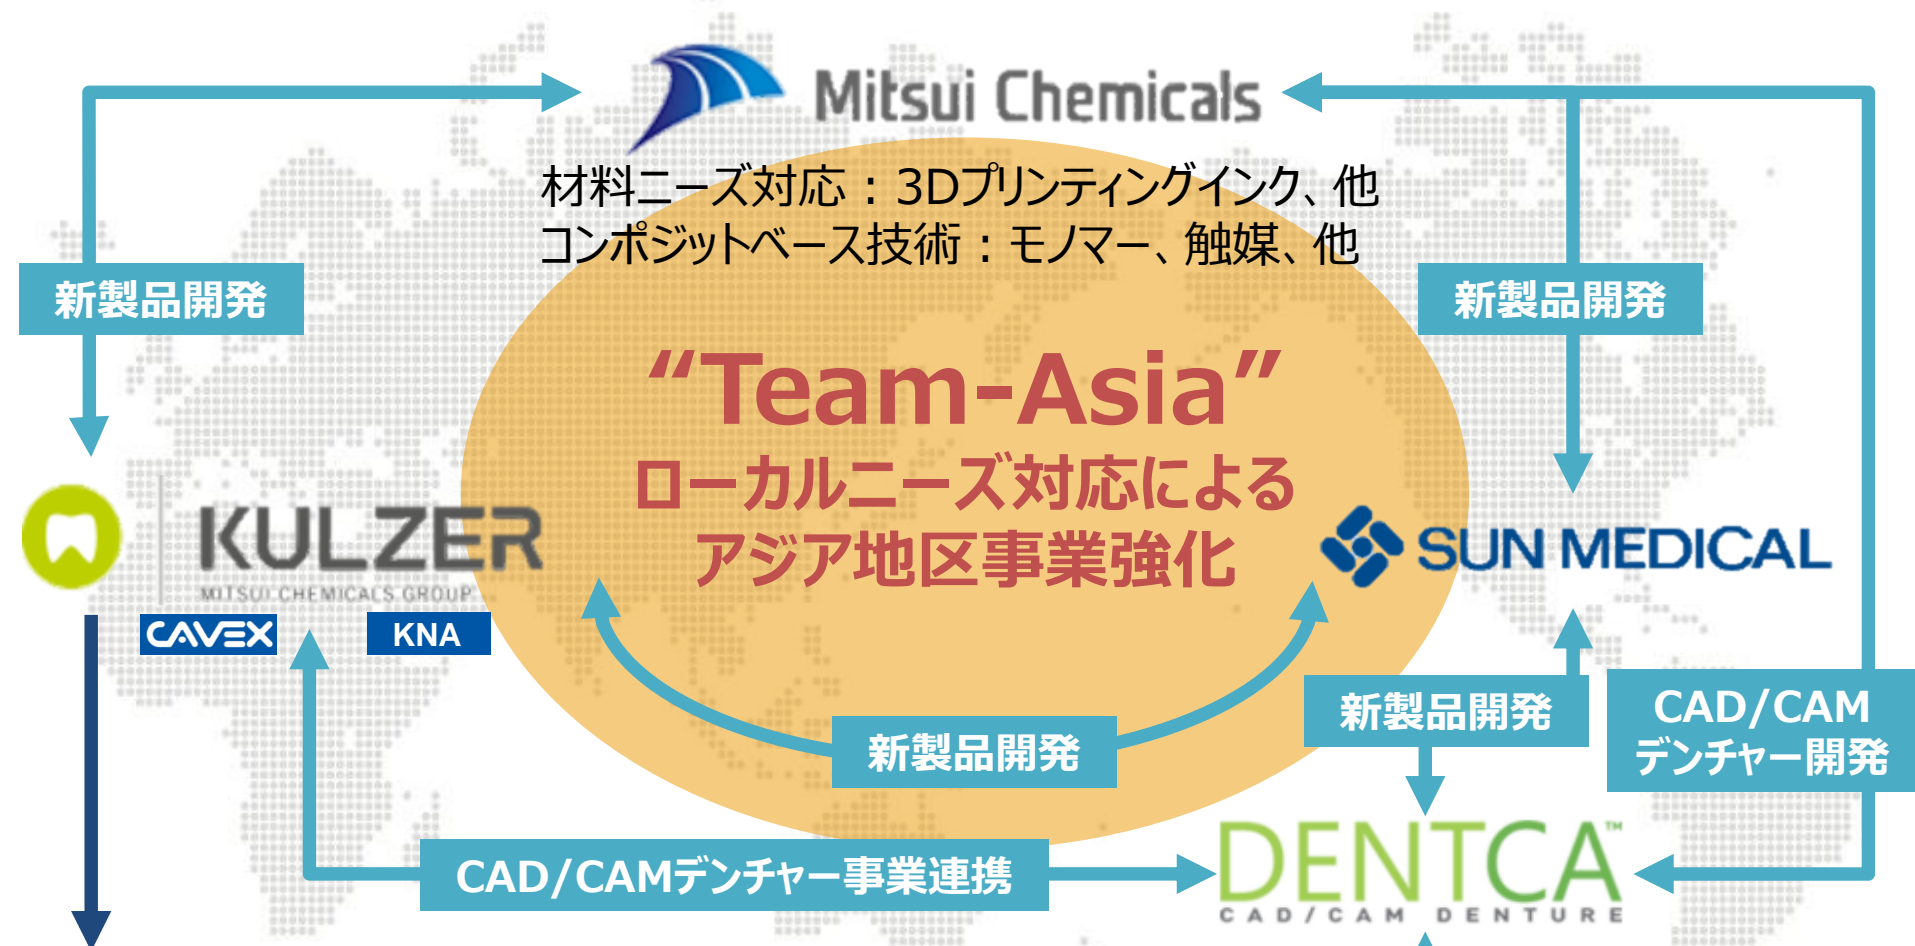 Mitsui Chemicals
材料ニーズ対応：3Dプリンティングインク、他
コンポジットベース技術：モノマー、触媒、他
新製品開発
新製品開発
“Team-Asia”
ローカルニーズ対応による
アジア地区事業強化
KULZER
MITSUI CHEMICALS GROUP
SUN MEDICAL
CAVEX
KNA
新製品開発
新製品開発
CAD/CAM
デンチャー開発
CAD/CAMデンチャー事業連携
DENTCA™
CAD/CAM DENTURE